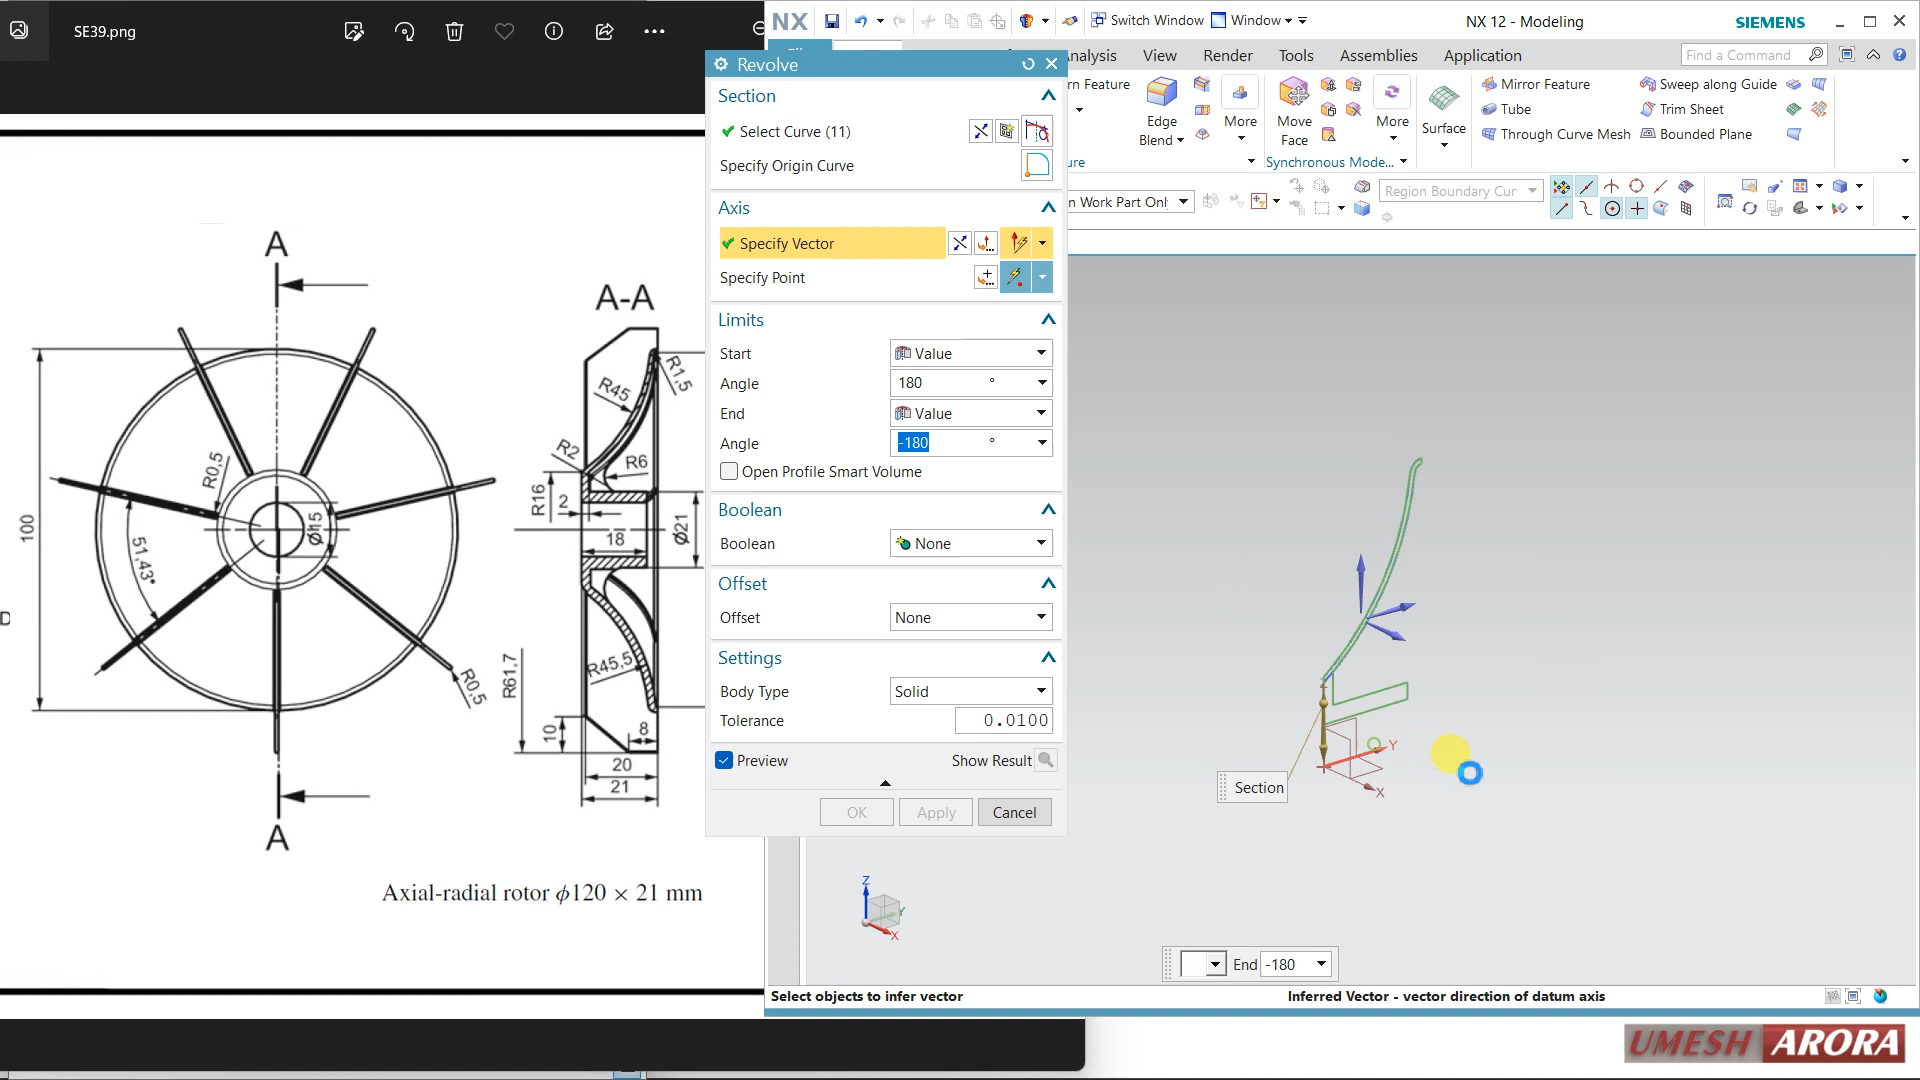 SE39.png
NX
Switch Window
Window
NX 12 - Modeling
SIEMENS
Revolve
nalysis
View
Render
Tools
Assemblies
Application
Find a Command
Section
Select Curve (11)
Specify Origin Curve
Axis
Specify Vector
Specify Point
Limits
Start
Value
Angle
180
°
End
Value
Angle
-180
°
Open Profile Smart Volume
Boolean
Boolean
None
Offset
Offset
None
Settings
Body Type
Solid
Tolerance
0.0100
Preview
Show Result
OK
Apply
Cancel
rn Feature
Edge
Blend
More
Move
Face
More
Surface
Mirror Feature
Tube
Through Curve Mesh
Sweep along Guide
Trim Sheet
Bounded Plane
ure
Synchronous Mode...
n Work Part Onl
Region Boundary Cur
A
A-A
R45
R1,5
R2
R6
R0,5
R16
2
Ø15
18
Ø21
100
51,43°
R45,5
R61,7
R0,5
10
8
20
21
A
Axial-radial rotor ϕ120 × 21 mm
Section
Y
X
Z
Y
X
End
-180
Select objects to infer vector
Inferred Vector - vector direction of datum axis
UMESH ARORA